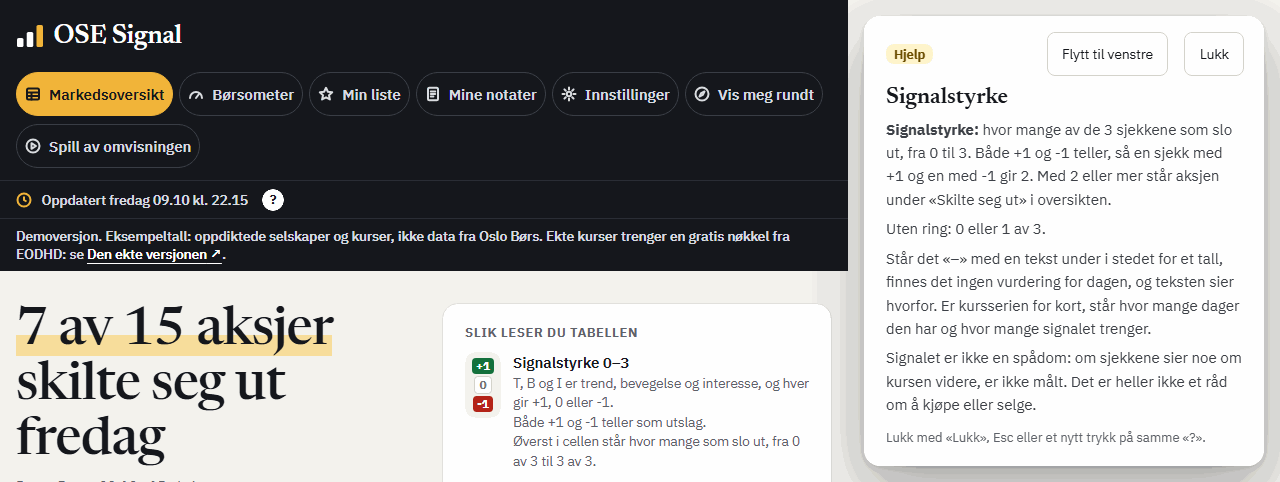 OSE Signal
Markedsoversikt
Børsometer
Min liste
Mine notater
Innstillinger
Vis meg rundt
Spill av omvisningen
Oppdatert fredag 09.10 kl. 22.15 ?
Demoversjon. Eksempeltall: oppdiktede selskaper og kurser, ikke data fra Oslo Børs. Ekte kurser trenger en gratis nøkkel fra
EODHD: se Den ekte versjonen ↗.
7 av 15 aksjer
skilte seg ut
fredag
SLIK LESER DU TABELLEN
+1
0
-1
Signalstyrke 0–3
T, B og I er trend, bevegelse og interesse, og hver
gir +1, 0 eller -1.
Både +1 og -1 teller som utslag.
Øverst i cellen står hvor mange som slo ut, fra 0
av 3 til 3 av 3.
Hjelp
Flytt til venstre
Lukk
Signalstyrke
Signalstyrke: hvor mange av de 3 sjekkene som slo
ut, fra 0 til 3. Både +1 og -1 teller, så en sjekk med
+1 og en med -1 gir 2. Med 2 eller mer står aksjen
under «Skilte seg ut» i oversikten.
Uten ring: 0 eller 1 av 3.
Står det «–» med en tekst under i stedet for et tall,
finnes det ingen vurdering for dagen, og teksten sier
hvorfor. Er kursserien for kort, står hvor mange dager
den har og hvor mange signalet trenger.
Signalet er ikke en spådom: om sjekkene sier noe om
kursen videre, er ikke målt. Det er heller ikke et råd
om å kjøpe eller selge.
Lukk med «Lukk», Esc eller et nytt trykk på samme «?».